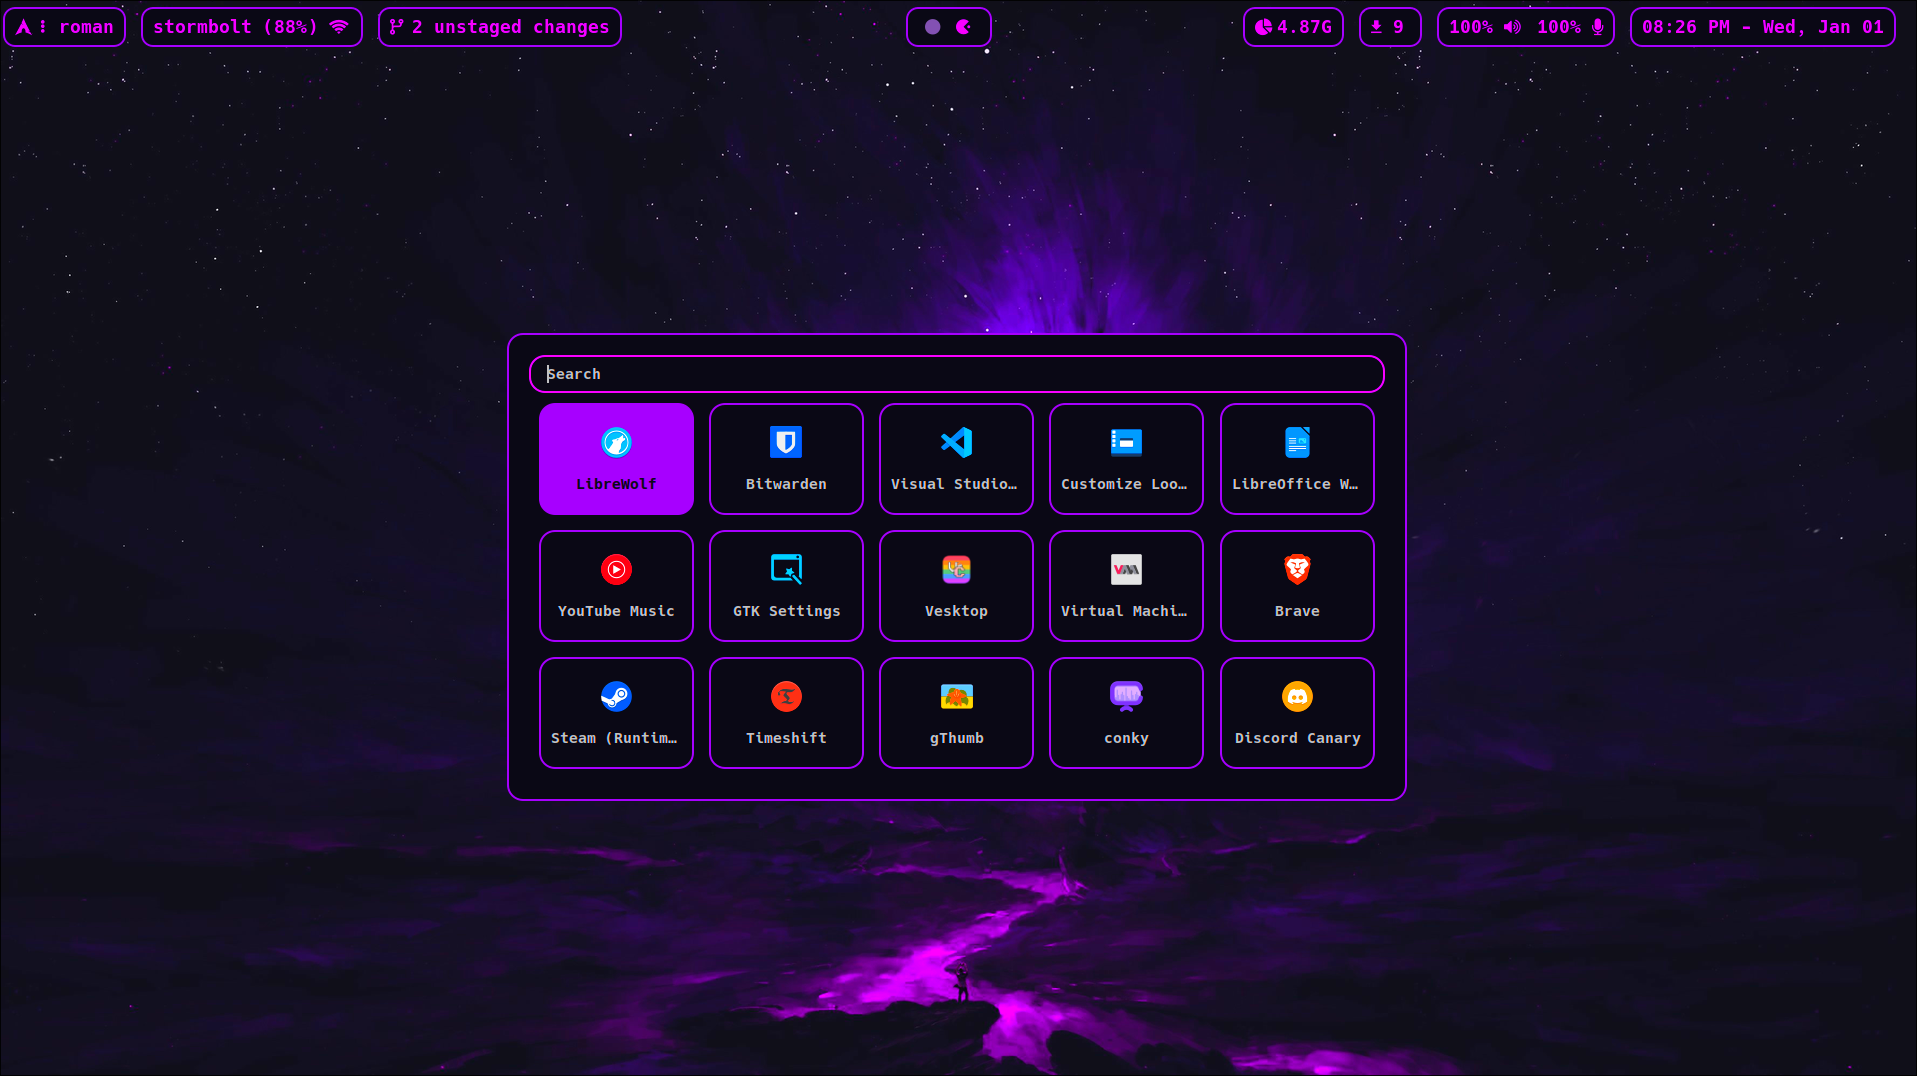 roman
stormbolt (88%)
2 unstaged changes
4.87G
9
100% 100%
08:26 PM - Wed, Jan 01
Search
LibreWolf
Bitwarden
Visual Studio…
Customize Loo…
LibreOffice W…
YouTube Music
GTK Settings
Vesktop
Virtual Machi…
Brave
Steam (Runtim…
Timeshift
gThumb
conky
Discord Canary